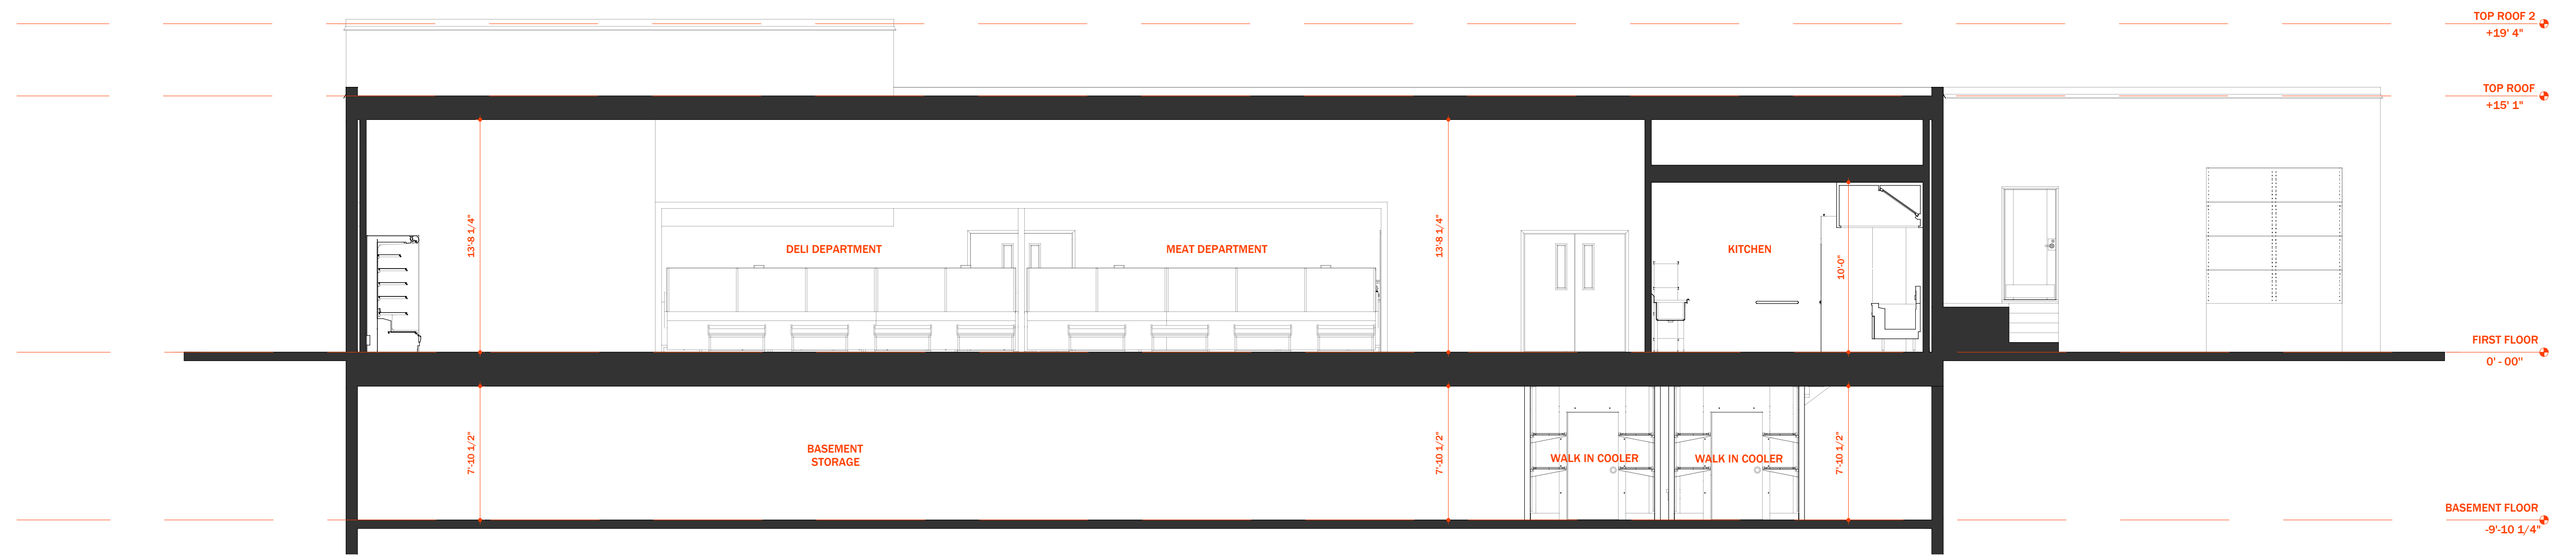 TOP ROOF 2
+19' 4"
TOP ROOF
+15' 1"
13'-8 1/4"
13'-8 1/4"
10'-0"
DELI DEPARTMENT
MEAT DEPARTMENT
KITCHEN
FIRST FLOOR
0' - 00"
7'-10 1/2"
7'-10 1/2"
7'-10 1/2"
BASEMENT
STORAGE
WALK IN COOLER
WALK IN COOLER
BASEMENT FLOOR
-9'-10 1/4"